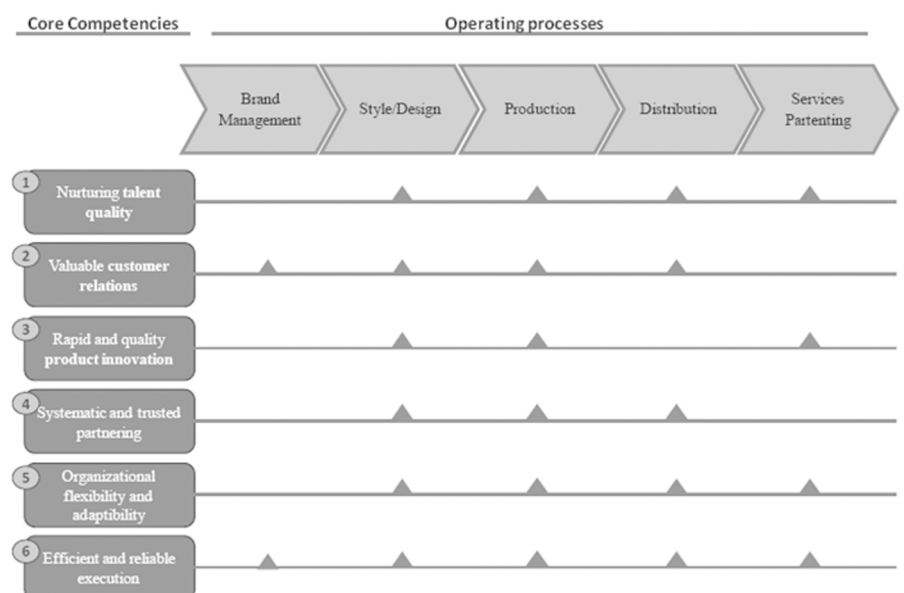 Core Competencies
Operating processes
Brand
Management
Style/Design
Production
Distribution
Services
Partenting
1
Nurturing talent
quality
2
Valuable customer
relations
3
Rapid and quality
product innovation
4
Systematic and trusted
partnering
5
Organizational
flexibility and
adaptibility
6
Efficient and reliable
execution